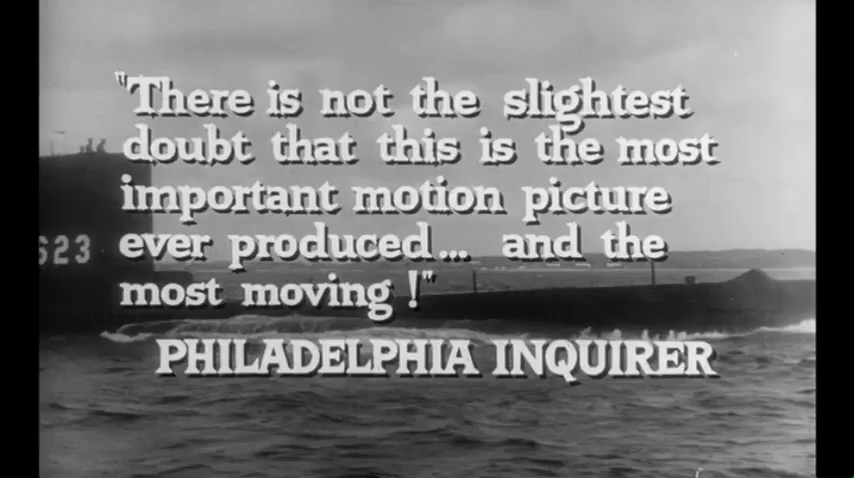 "There is not the slightest
doubt that this is the most
important motion picture
ever produced... and the
most moving!"
PHILADELPHIA INQUIRER
623